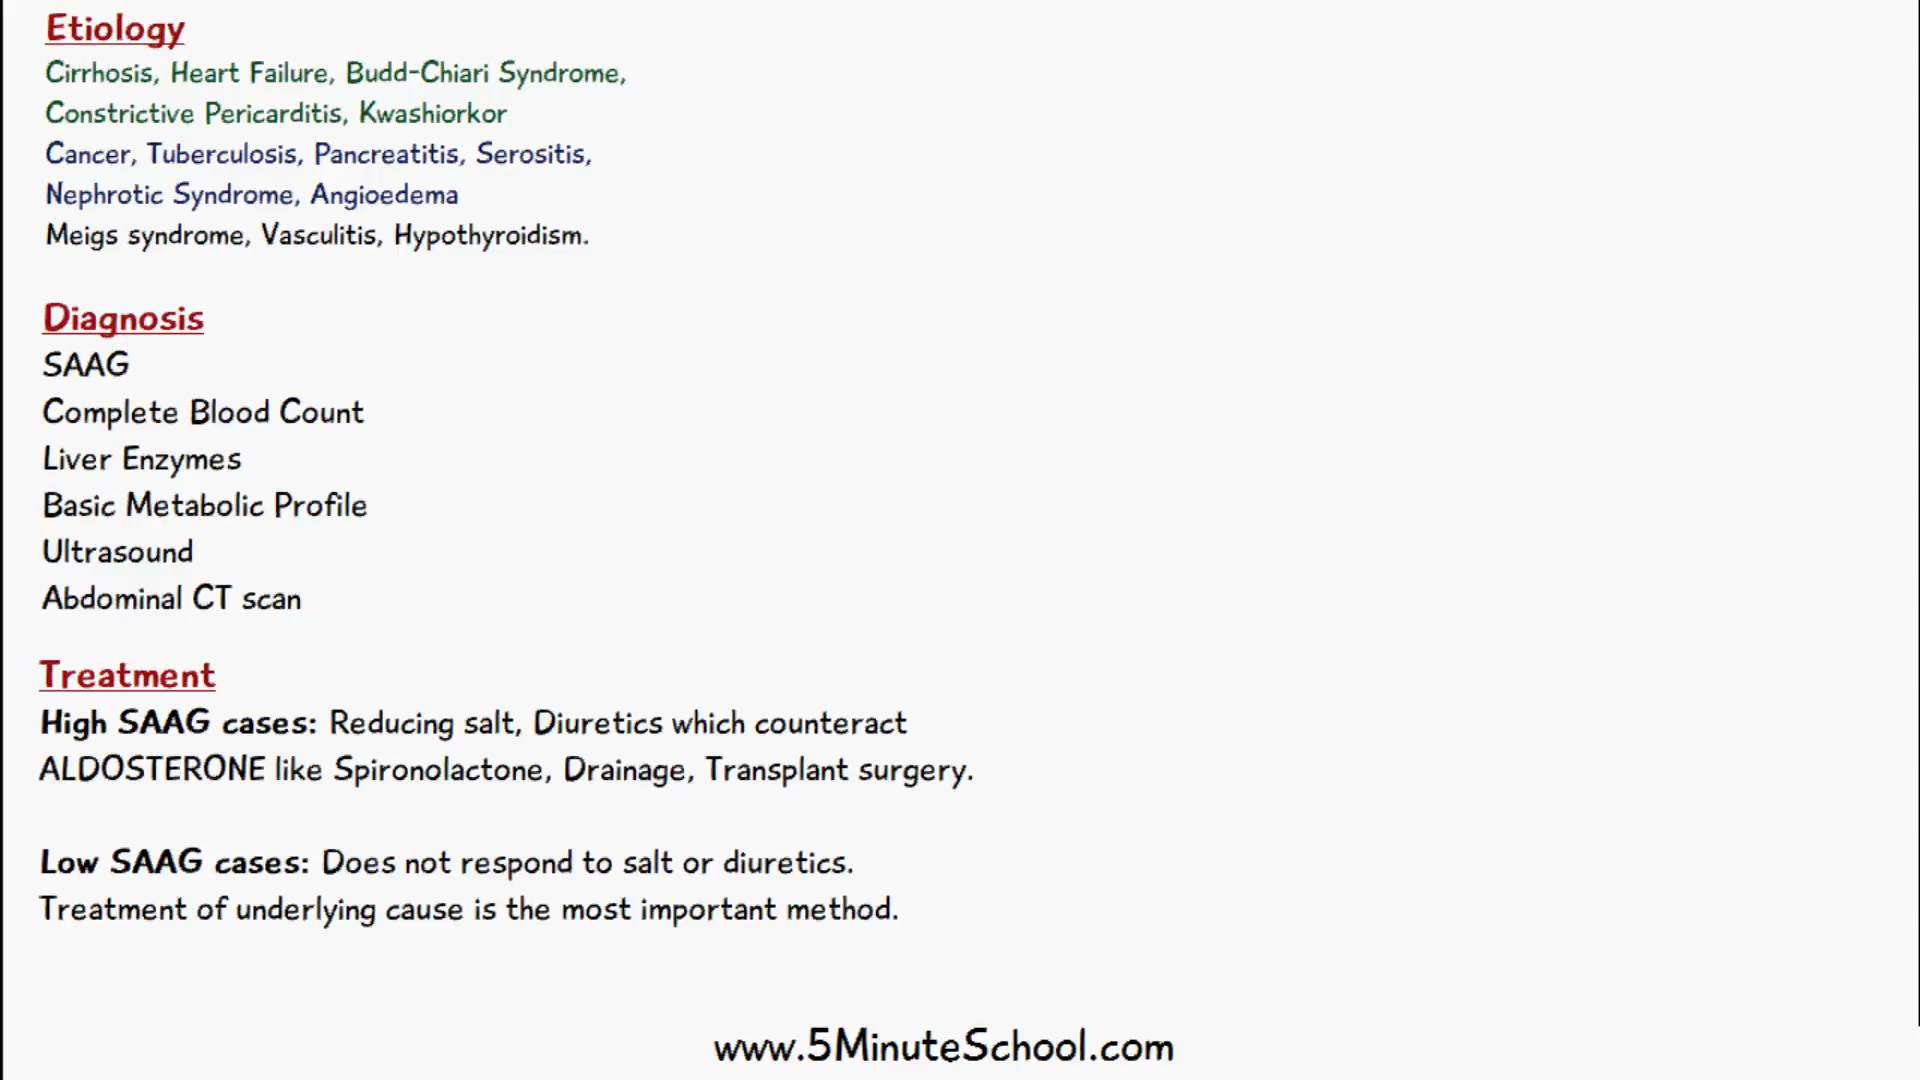 Etiology
Cirrhosis, Heart Failure, Budd-Chiari Syndrome,
Constrictive Pericarditis, Kwashiorkor
Cancer, Tuberculosis, Pancreatitis, Serositis,
Nephrotic Syndrome, Angioedema
Meigs syndrome, Vasculitis, Hypothyroidism.
Diagnosis
SAAG
Complete Blood Count
Liver Enzymes
Basic Metabolic Profile
Ultrasound
Abdominal CT scan
Treatment
High SAAG cases: Reducing salt, Diuretics which counteract
ALDOSTERONE like Spironolactone, Drainage, Transplant surgery.
Low SAAG cases: Does not respond to salt or diuretics.
Treatment of underlying cause is the most important method.
www.5MinuteSchool.com